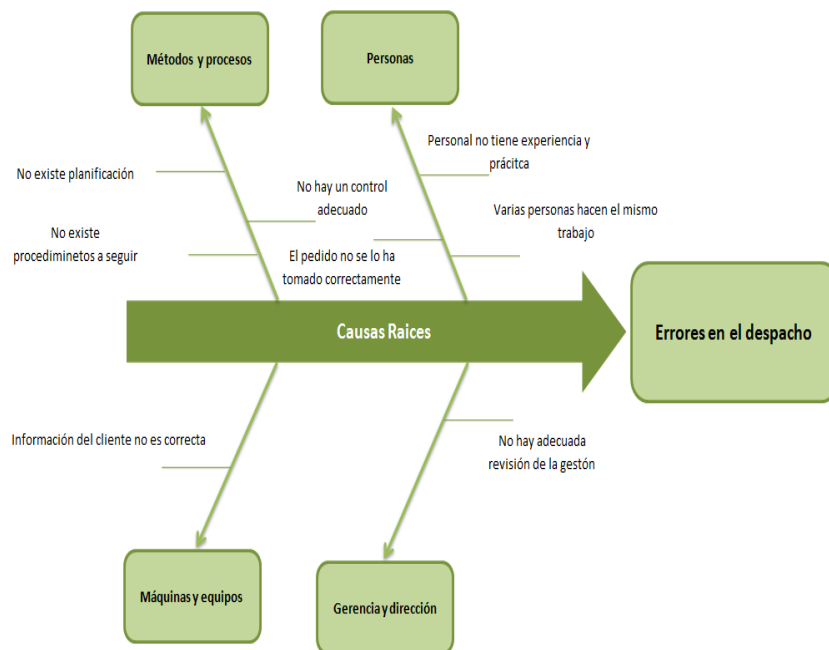 Métodos y procesos
Personas
Personal no tiene experiencia y
prácitca
No existe planificación
No hay un control
adecuado
Varias personas hacen el mismo
trabajo
No existe
procediminetos a seguir
El pedido no se lo ha
tomado correctamente
Causas Raices
Errores en el despacho
Información del cliente no es correcta
No hay adecuada
revisión de la gestón
Máquinas y equipos
Gerencia y dirección